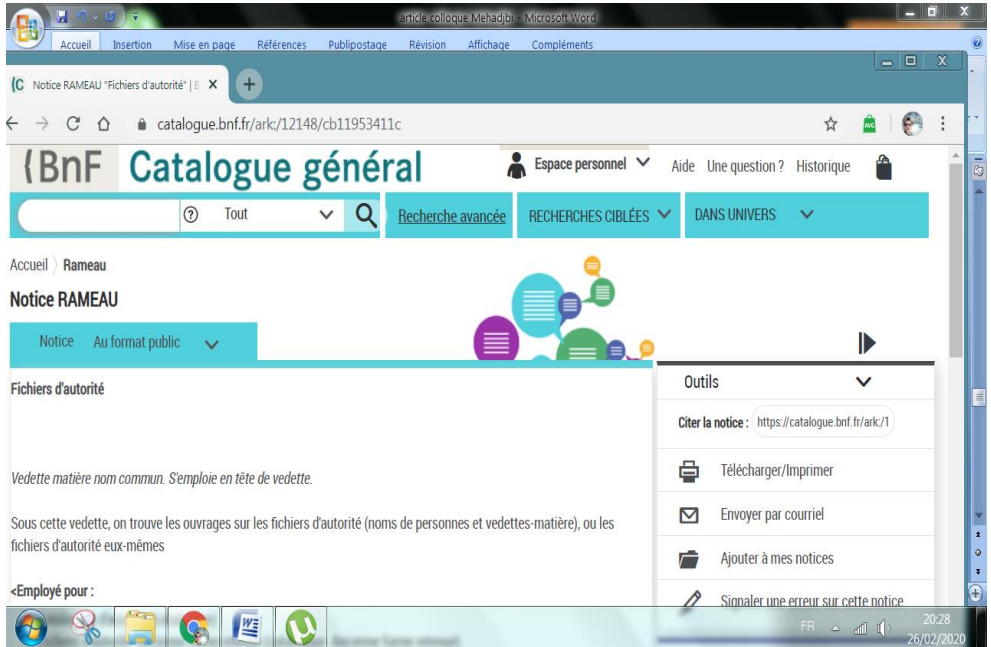 article colloque Mehadjbi - Microsoft Word
Accueil Insertion Mise en page Références Publipostage Révision Affichage Compléments
Notice RAMEAU "Fichiers d'autorité" | B
catalogue.bnf.fr/ark:/12148/cb11953411c
AVG
{BnF Catalogue général
Espace personnel Aide Une question ? Historique
Tout Recherche avancée RECHERCHES CIBLÉES DANS UNIVERS
Accueil Rameau
Notice RAMEAU
Notice Au format public
Outils
Fichiers d'autorité
Citer la notice : https://catalogue.bnf.fr/ark:/1
Télécharger/Imprimer
Vedette matière nom commun. S'emploie en tête de vedette.
Envoyer par courriel
Sous cette vedette, on trouve les ouvrages sur les fichiers d'autorité (noms de personnes et vedettes-matière), ou les
fichiers d'autorité eux-mêmes
Ajouter à mes notices
<Employé pour :
Signaler une erreur sur cette notice
FR 20:28
26/02/2020